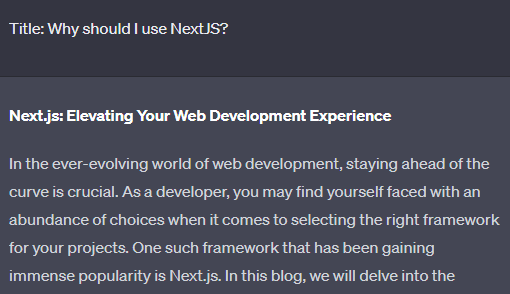 Title: Why should I use NextJS?
Next.js: Elevating Your Web Development Experience
In the ever-evolving world of web development, staying ahead of the
curve is crucial. As a developer, you may find yourself faced with an
abundance of choices when it comes to selecting the right framework
for your projects. One such framework that has been gaining
immense popularity is Next.js. In this blog, we will delve into the